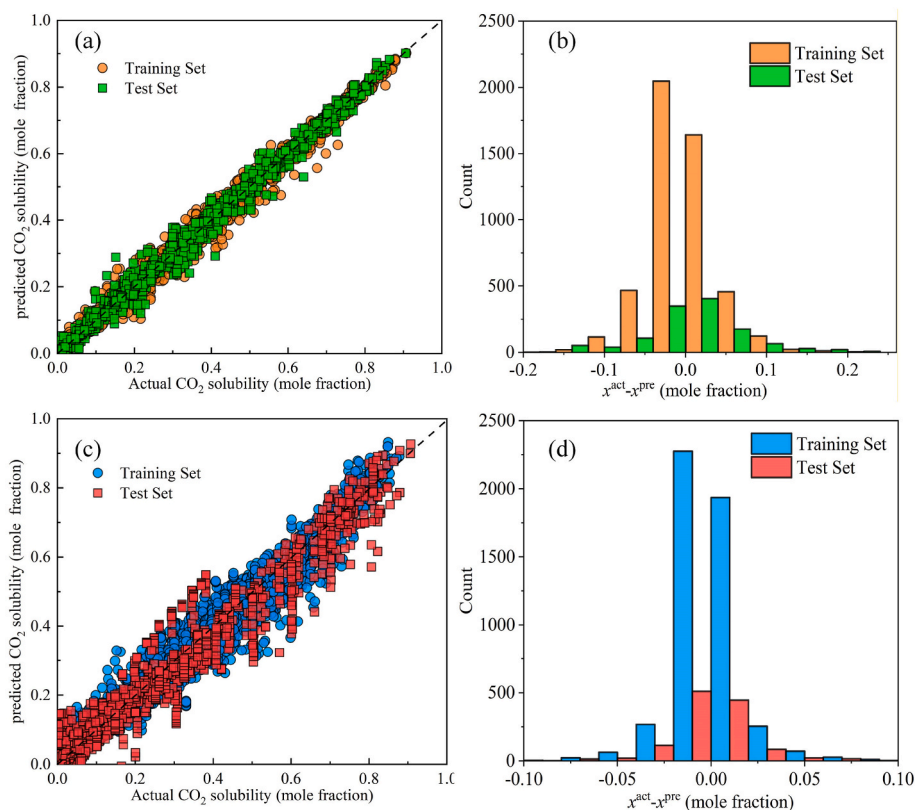 (a)
Training Set
Test Set
predicted CO2 solubility (mole fraction)
1.0
0.8
0.6
0.4
0.2
0.0
0.0 0.2 0.4 0.6 0.8 1.0
Actual CO2 solubility (mole fraction)
(b)
Training Set
Test Set
Count
2500
2000
1500
1000
500
0
-0.2 -0.1 0.0 0.1 0.2
x^act-x^pre (mole fraction)
(c)
Training Set
Test Set
predicted CO2 solubility (mole fraction)
1.0
0.8
0.6
0.4
0.2
0.0
0.0 0.2 0.4 0.6 0.8 1.0
Actual CO2 solubility (mole fraction)
(d)
Training Set
Test Set
Count
2500
2000
1500
1000
500
0
-0.10 -0.05 0.00 0.05 0.10
x^act-x^pre (mole fraction)